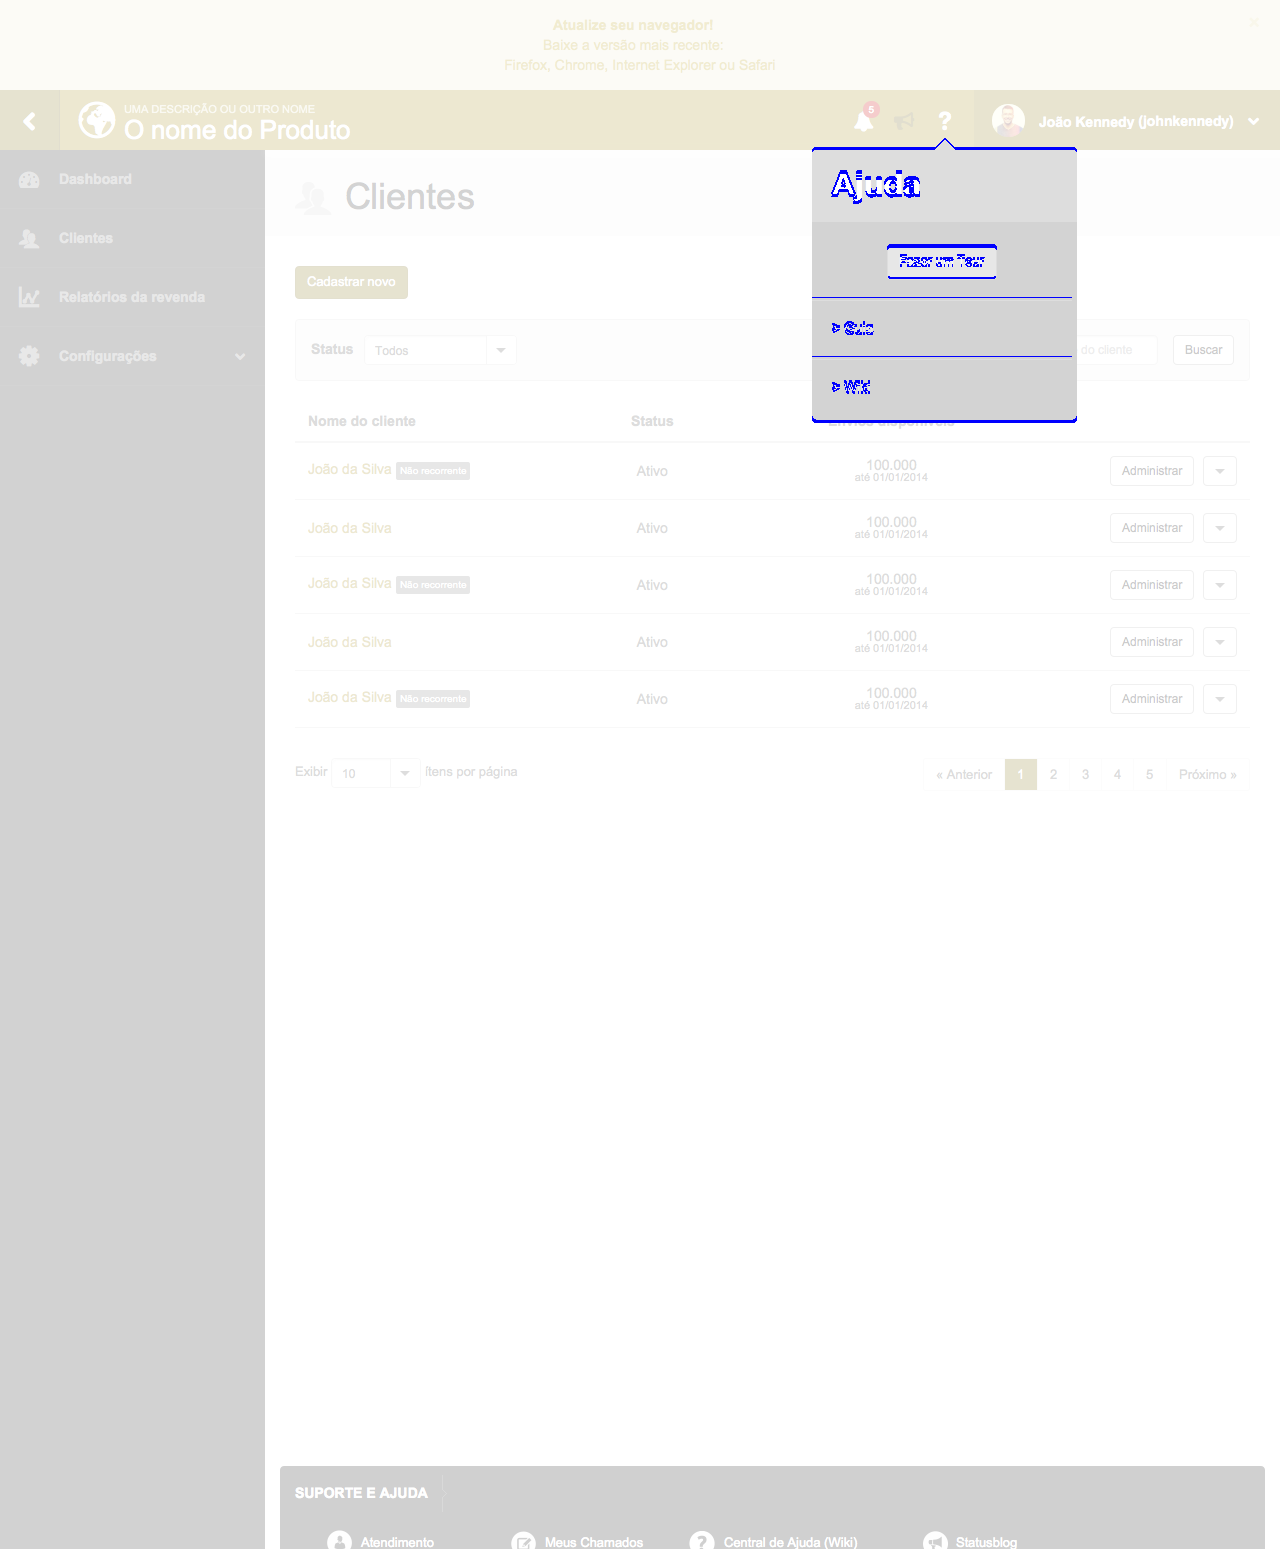 Atualize seu navegador!
Baixe a versão mais recente:
Firefox, Chrome, Internet Explorer ou Safari
×
UMA DESCRIÇÃO OU OUTRO NOME
O nome do Produto
5
?
João Kennedy (johnkennedy)
Dashboard
Clientes
Relatórios da revenda
Configurações
Clientes
Ajuda
Fazer um Tour
> Guia
> Wiki
Cadastrar novo
Status
Todos
do cliente
Buscar
Nome do cliente
Status
Envios disponíveis
João da Silva Não recorrente Ativo 100.000 Administrar
até 01/01/2014
João da Silva Ativo 100.000 Administrar
até 01/01/2014
João da Silva Não recorrente Ativo 100.000 Administrar
até 01/01/2014
João da Silva Ativo 100.000 Administrar
até 01/01/2014
João da Silva Não recorrente Ativo 100.000 Administrar
até 01/01/2014
Exibir 10 ítens por página
« Anterior 1 2 3 4 5 Próximo »
SUPORTE E AJUDA
Atendimento
Meus Chamados
? Central de Ajuda (Wiki)
Statusblog